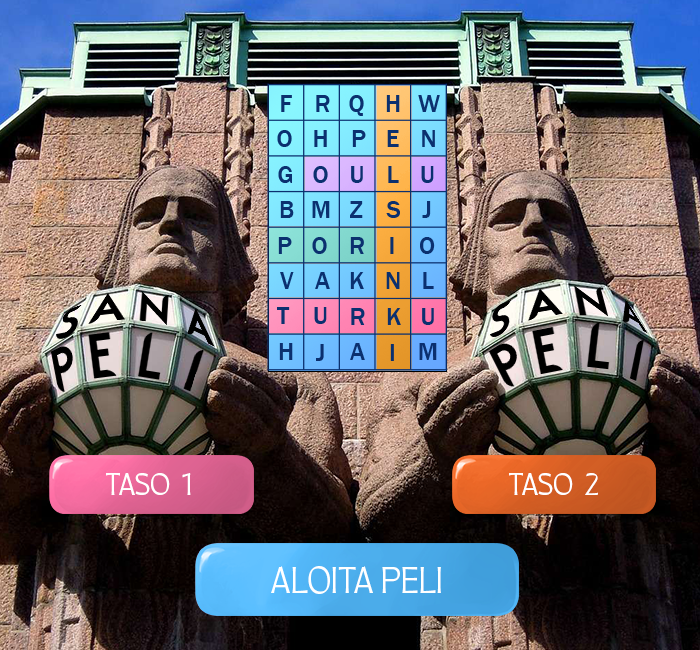 F R Q H W
O H P E N
G O U L U
B M Z S J
P O R I O
V A K N L
T U R K U
H J A I M
SANA
PELI
SANA
PELI
TASO 1
TASO 2
ALOITA PELI